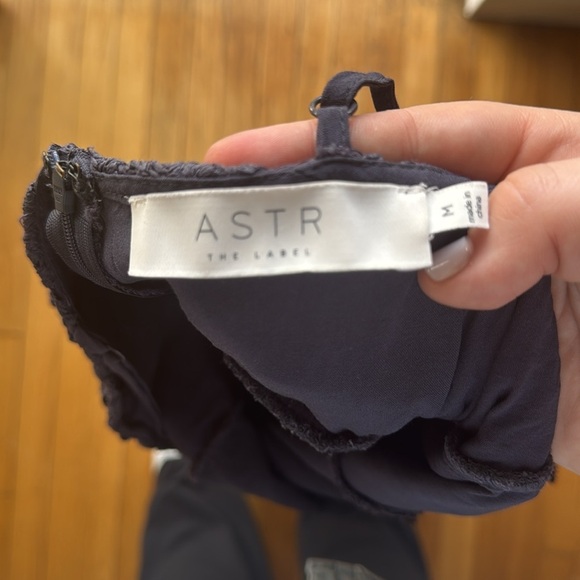 ASTR
THE LABEL
M
made in
china